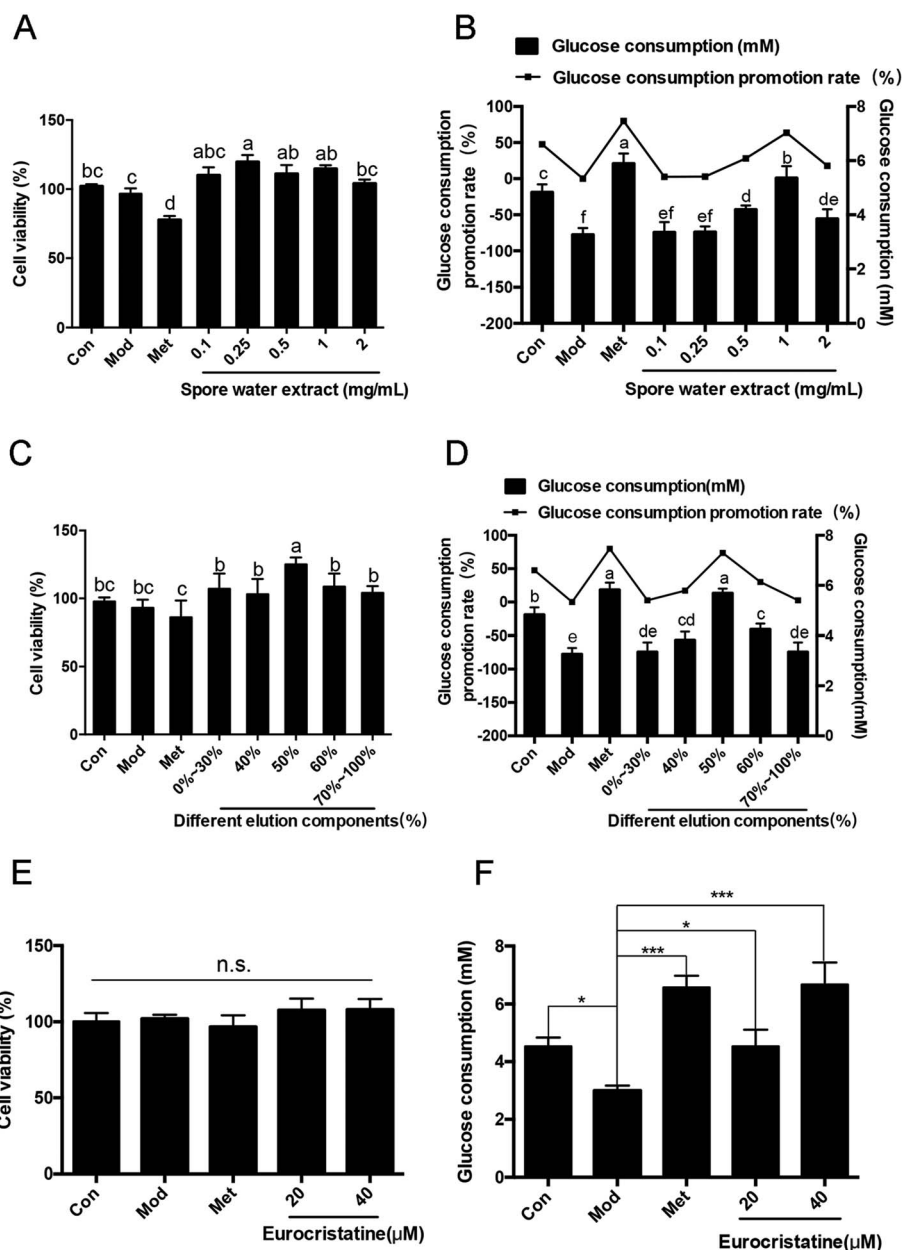 A
Cell viability (%)
150
100
50
0
bc
c
d
abc
a
ab
ab
bc
Con
Mod
Met
0.1
0.25
0.5
1
2
Spore water extract (mg/mL)
B
Glucose consumption (mM)
Glucose consumption promotion rate (%)
Glucose consumption
promotion rate (%)
100
50
0
-50
-100
-150
-200
c
f
a
ef
ef
d
b
de
8
6
4
2
0
Glucose consumption
(mM)
Con
Mod
Met
0.1
0.25
0.5
1
2
Spore water extract (mg/mL)
C
Cell viability (%)
150
100
50
0
bc
bc
c
b
b
a
b
b
Con
Mod
Met
0%~30%
40%
50%
60%
70%~100%
Different elution components(%)
D
Glucose consumption(mM)
Glucose consumption promotion rate (%)
Glucose consumption
promotion rate (%)
100
50
0
-50
-100
-150
-200
b
e
a
de
cd
a
c
de
8
6
4
2
0
Glucose consumption(mM)
Con
Mod
Met
0%~30%
40%
50%
60%
70%~100%
Different elution components(%)
E
Cell viability (%)
150
100
50
0
n.s.
Con
Mod
Met
20
40
Eurocristatine(μM)
F
Glucose consumption (mM)
8
6
4
2
0
*
***
*
***
Con
Mod
Met
20
40
Eurocristatine(μM)